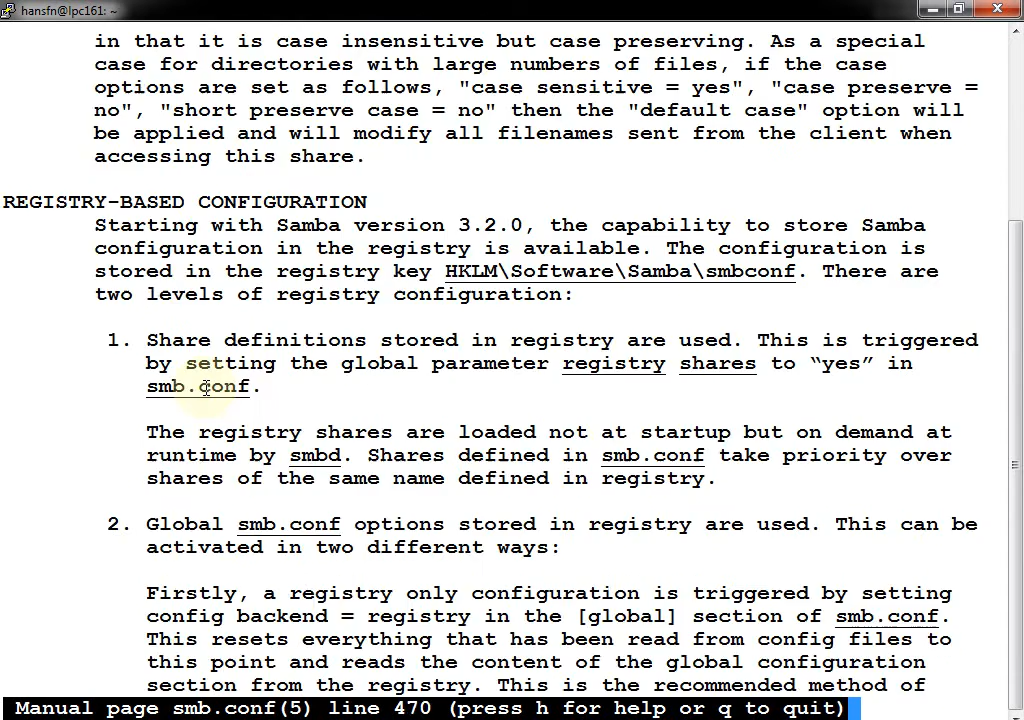 hansfn@lpc161: ~
in that it is case insensitive but case preserving. As a special
case for directories with large numbers of files, if the case
options are set as follows, "case sensitive = yes", "case preserve =
no", "short preserve case = no" then the "default case" option will
be applied and will modify all filenames sent from the client when
accessing this share.
REGISTRY-BASED CONFIGURATION
Starting with Samba version 3.2.0, the capability to store Samba
configuration in the registry is available. The configuration is
stored in the registry key HKLM\Software\Samba\smbconf. There are
two levels of registry configuration:
1. Share definitions stored in registry are used. This is triggered
by setting the global parameter registry shares to “yes” in
smb.conf.
The registry shares are loaded not at startup but on demand at
runtime by smbd. Shares defined in smb.conf take priority over
shares of the same name defined in registry.
2. Global smb.conf options stored in registry are used. This can be
activated in two different ways:
Firstly, a registry only configuration is triggered by setting
config backend = registry in the [global] section of smb.conf.
This resets everything that has been read from config files to
this point and reads the content of the global configuration
section from the registry. This is the recommended method of
Manual page smb.conf(5) line 470 (press h for help or q to quit)